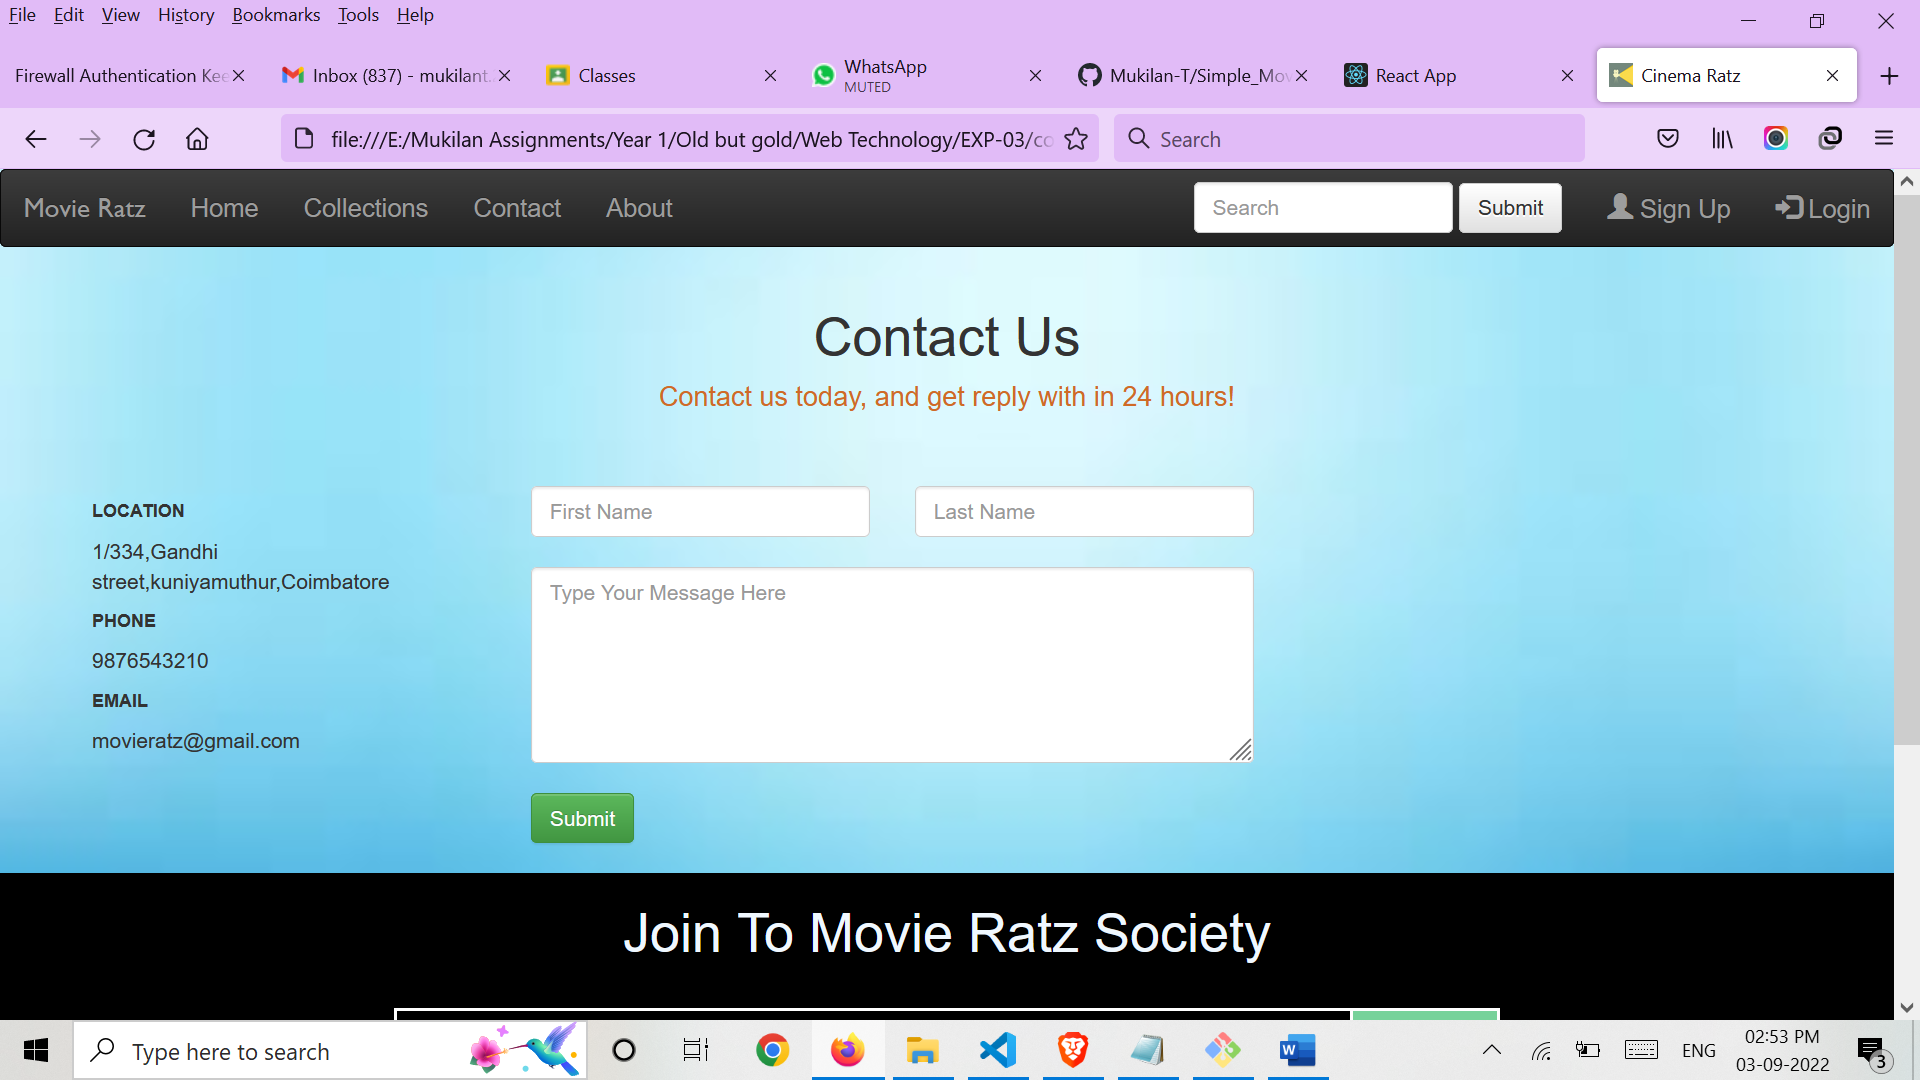 File Edit View History Bookmarks Tools Help
Firewall Authentication Kee Inbox (837) - mukilant. Classes WhatsApp MUTED Mukilan-T/Simple_Mov React App Cinema Ratz
file:///E:/Mukilan Assignments/Year 1/Old but gold/Web Technology/EXP-03/co Search
Movie Ratz Home Collections Contact About Search Submit Sign Up Login
Contact Us
Contact us today, and get reply with in 24 hours!
First Name Last Name
LOCATION
1/334,Gandhi
street,kuniyamuthur,Coimbatore
Type Your Message Here
PHONE
9876543210
EMAIL
movieratz@gmail.com
Submit
Join To Movie Ratz Society
Type here to search
W
ENG
02:53 PM
03-09-2022
3